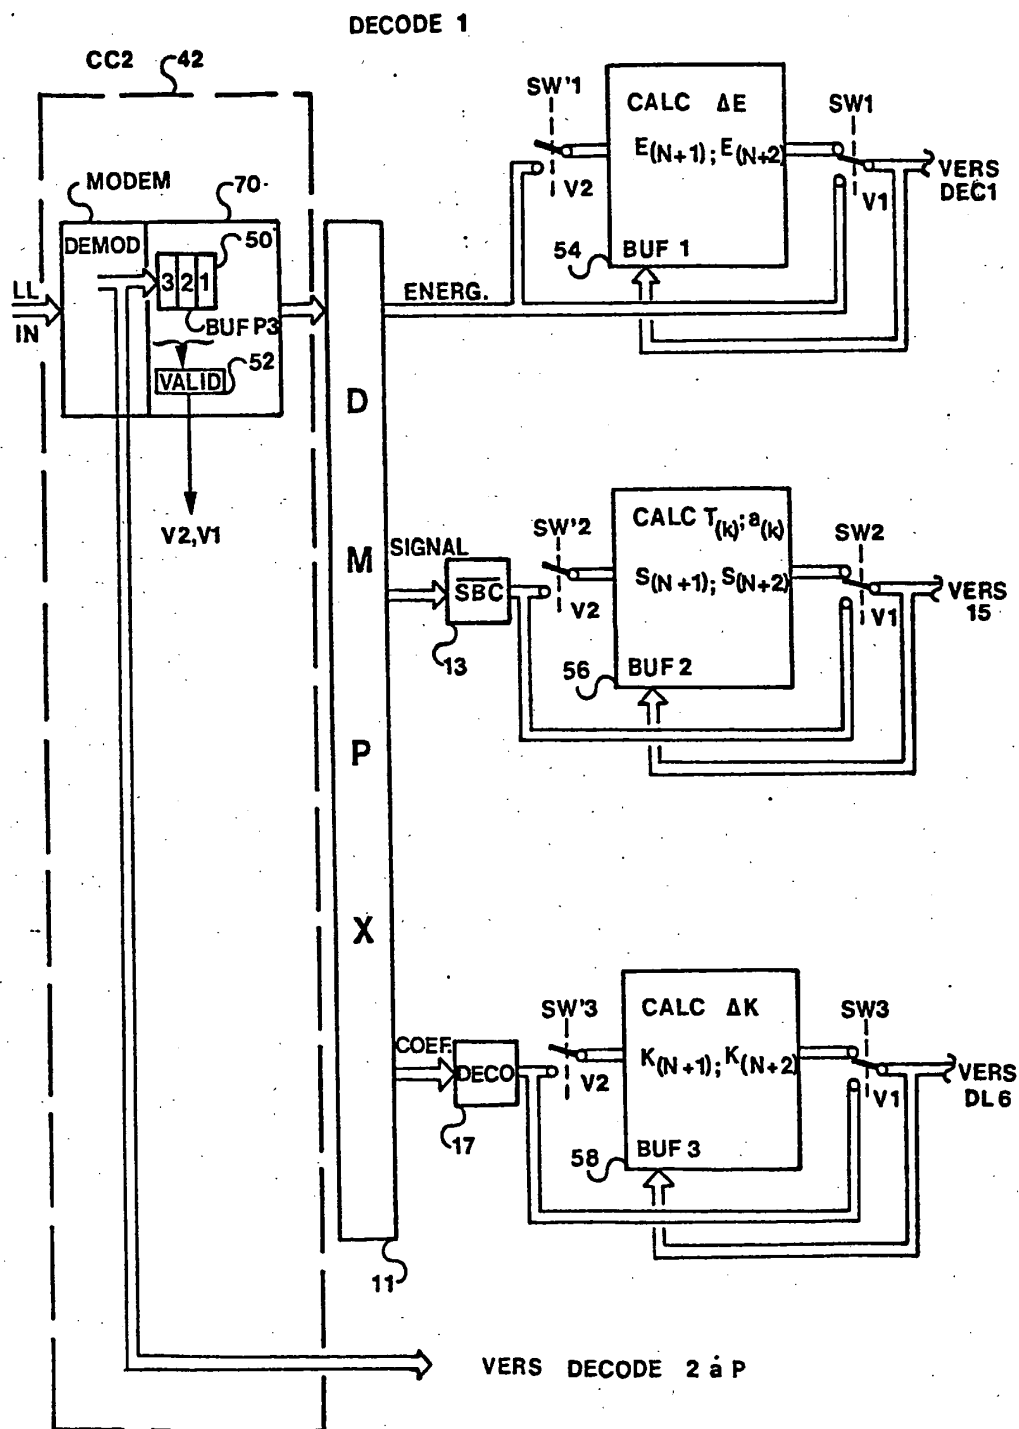 DECODE 1
CC2 42
MODEM
70
DEMOD
50
3 2 1
LL
IN
BUF P3
52
VALID
V2,V1
D
M
P
X
11
ENERG.
SW'1
V2
CALC ΔE
E(N+1); E(N+2)
BUF 1
54
SW1
V1
VERS
DEC1
SIGNAL
SBC
13
SW'2
V2
CALC T(k); a(k)
S(N+1); S(N+2)
BUF 2
56
SW2
V1
VERS
15
COEF.
DECO
17
SW'3
V2
CALC ΔK
K(N+1); K(N+2)
BUF 3
58
SW3
V1
VERS
DL6
VERS DECODE 2 à P